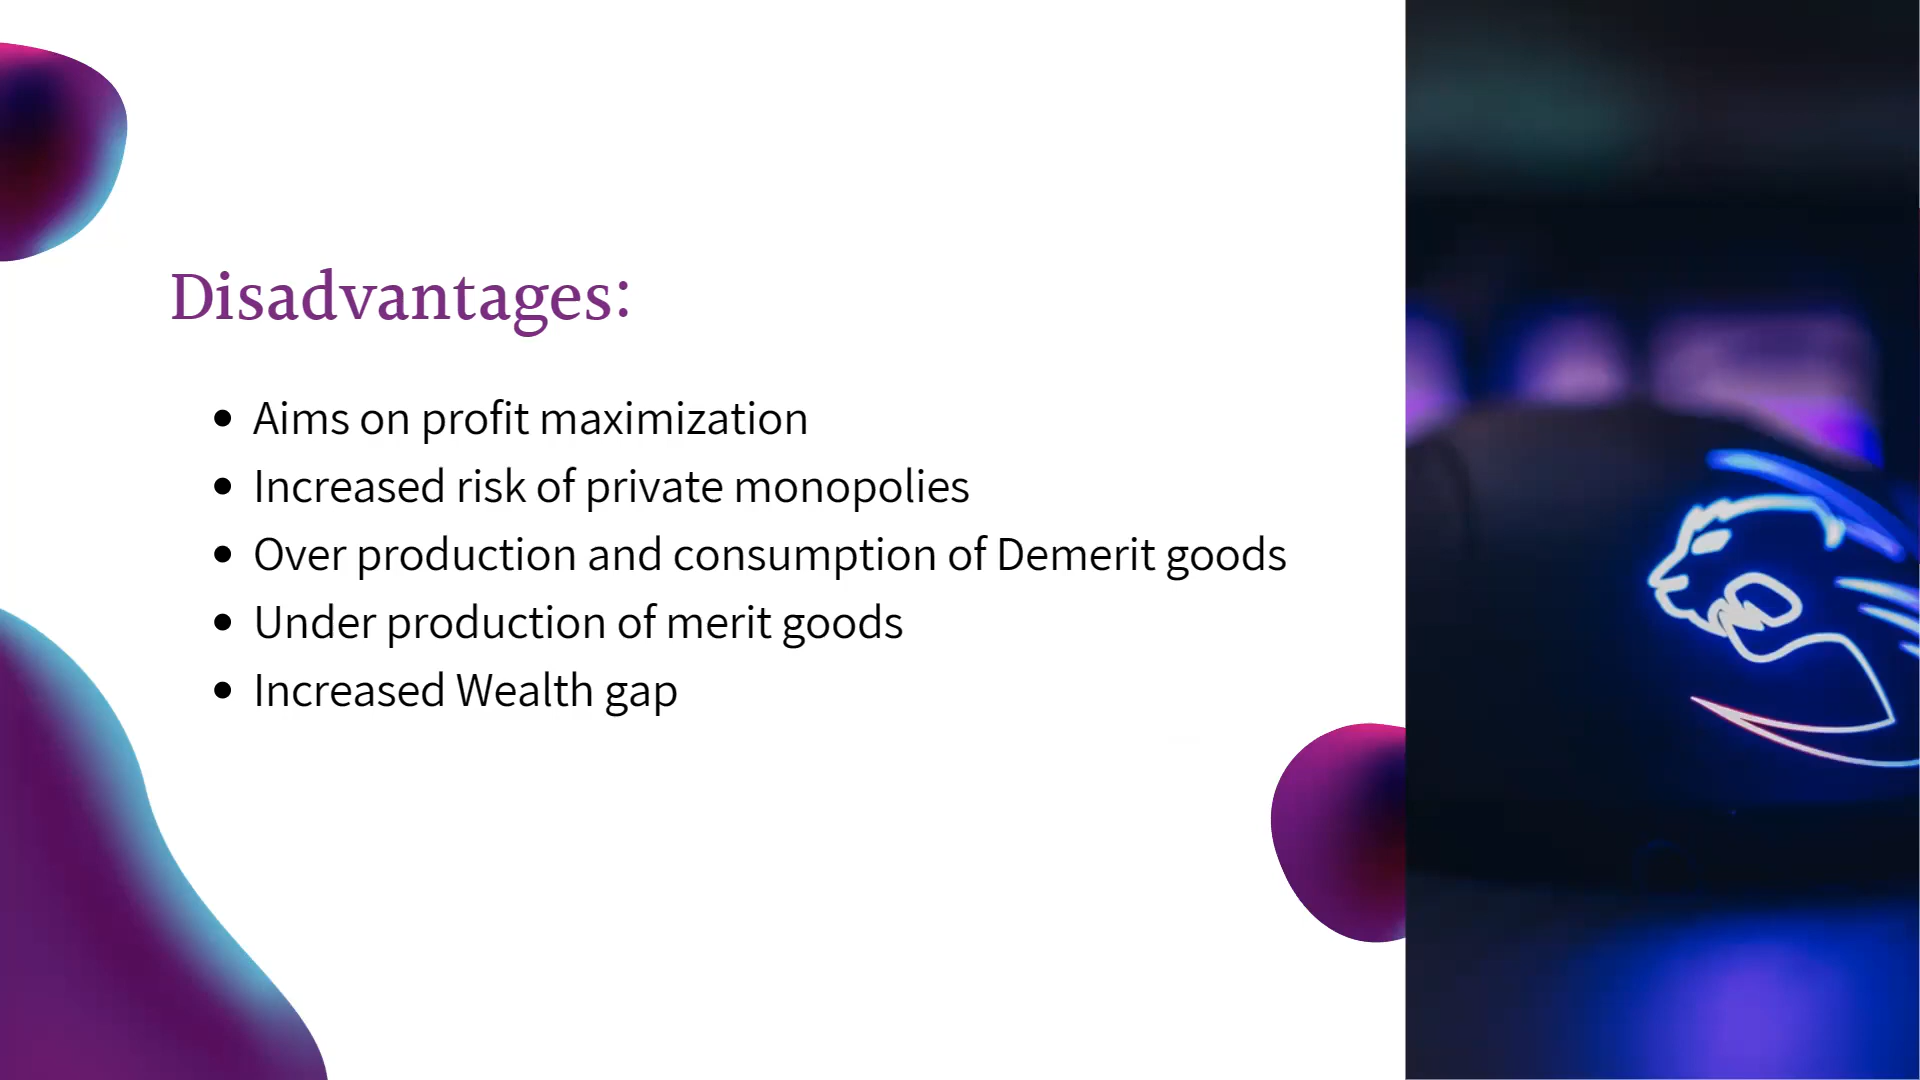 Disadvantages:
• Aims on profit maximization
• Increased risk of private monopolies
• Over production and consumption of Demerit goods
• Under production of merit goods
• Increased Wealth gap